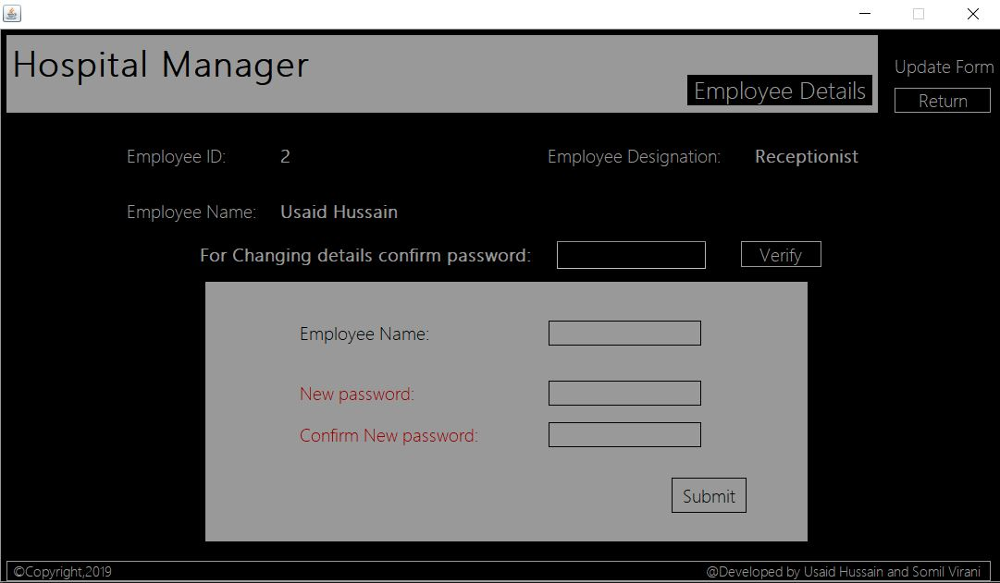 Hospital Manager
Employee Details
Update Form
Return
Employee ID: 2 Employee Designation: Receptionist
Employee Name: Usaid Hussain
For Changing details confirm password: Verify
Employee Name:
New password:
Confirm New password:
Submit
©Copyright,2019 @Developed by Usaid Hussain and Somil Virani